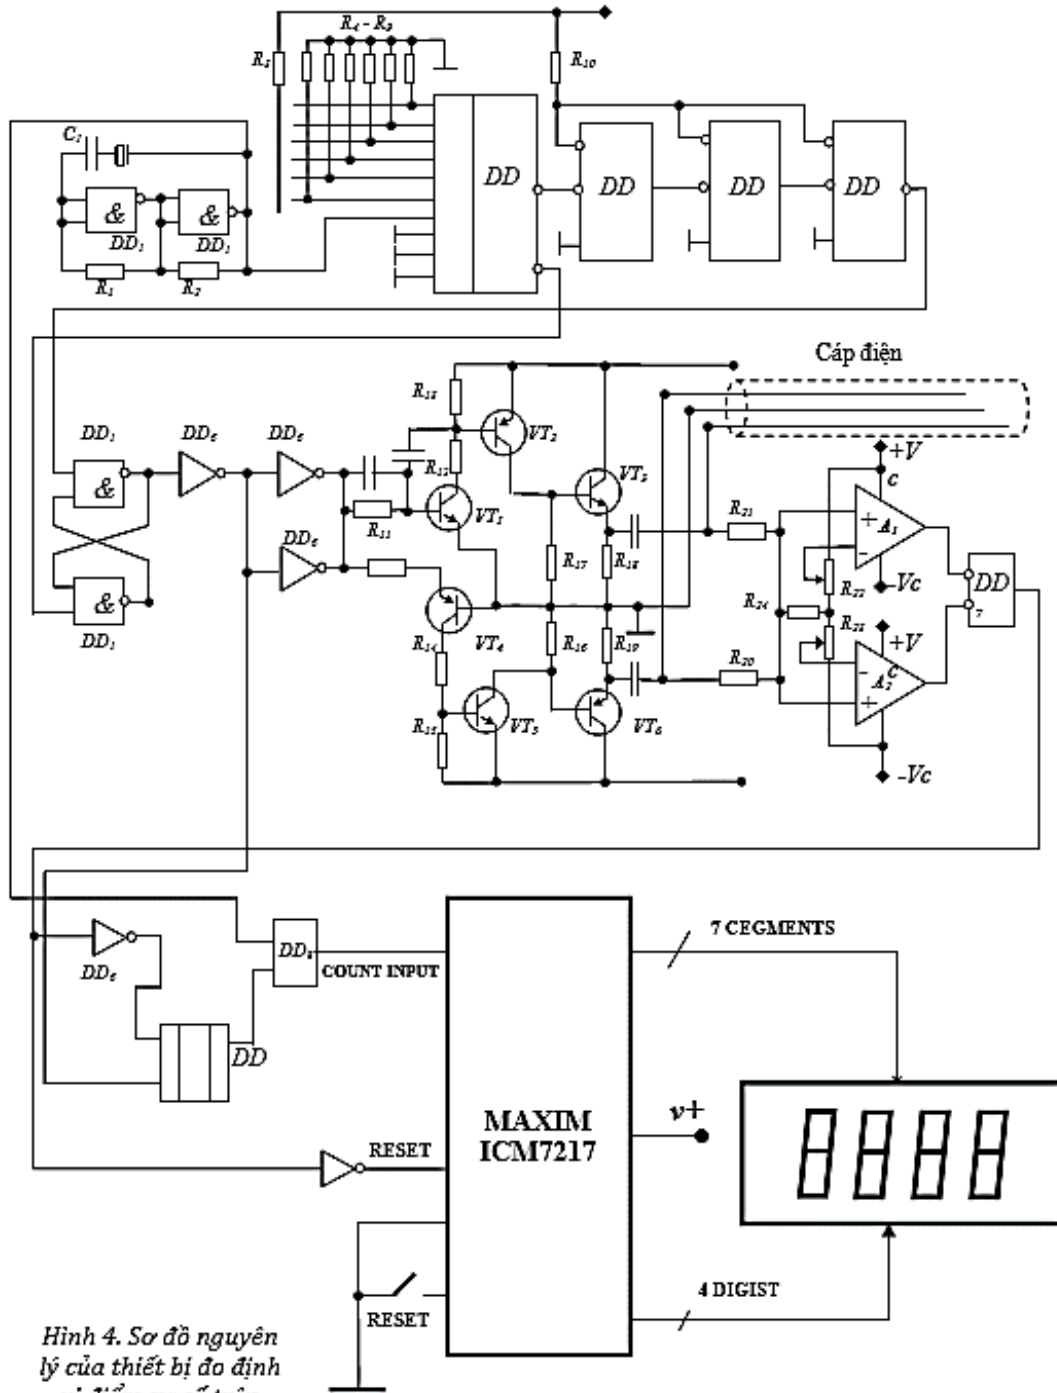 R₄ - R₉
R₅
R₁₀
C₁
DD
DD
DD
DD
&
&
DD₁
DD₁
R₁
R₂
Cáp điện
R₁₃
VT₂
+V
C
DD₁
DD₆
DD₆
R₁₂
VT₃
&
R₁₁
VT₁
R₂₁
+
A₁
-
DD₆
R₁₇
R₁₈
R₂₂
-Vc
DD
7
&
R₂₄
R₂₃
DD₁
R₁₄
VT₄
R₁₆
R₁₉
+V
R₂₀
-
A₂
C
+
R₁₅
VT₅
VT₆
-Vc
7 CEGMENTS
DD₈
COUNT INPUT
DD₆
DD
v+
MAXIM
ICM7217
RESET
4 DIGIST
RESET
Hình 4. Sơ đồ nguyên
lý của thiết bị đo định